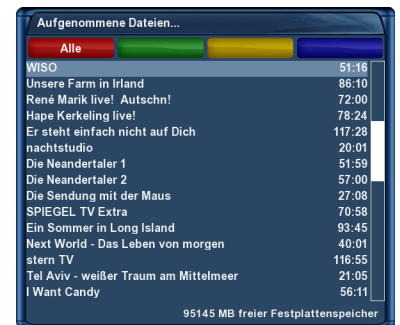 Aufgenommene Dateien...
Alle
WISO 51:16
Unsere Farm in Irland 86:10
René Marik live! Autschn! 72:00
Hape Kerkeling live! 78:24
Er steht einfach nicht auf Dich 117:28
nachtstudio 20:01
Die Neandertaler 1 51:59
Die Neandertaler 2 57:00
Die Sendung mit der Maus 27:08
SPIEGEL TV Extra 70:58
Ein Sommer in Long Island 93:45
Next World - Das Leben von morgen 40:01
stern TV 116:55
Tel Aviv - weißer Traum am Mittelmeer 21:05
I Want Candy 56:11
95145 MB freier Festplattenspeicher